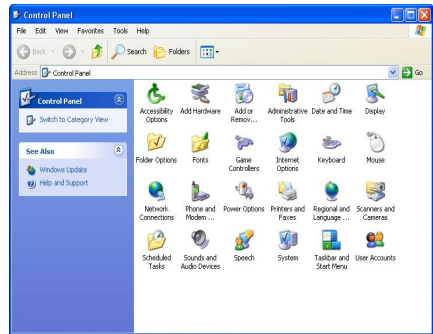 Control Panel
File Edit View Favorites Tools Help
Back Search Folders
Address Control Panel Go
Control Panel
Switch to Category View
See Also
Windows Update
Help and Support
Accessibility Options
Add Hardware
Add or Remov...
Administrative Tools
Date and Time
Display
Folder Options
Fonts
Game Controllers
Internet Options
Keyboard
Mouse
Network Connections
Phone and Modem ...
Power Options
Printers and Faxes
Regional and Language ...
Scanners and Cameras
Scheduled Tasks
Sounds and Audio Devices
Speech
System
Taskbar and Start Menu
User Accounts